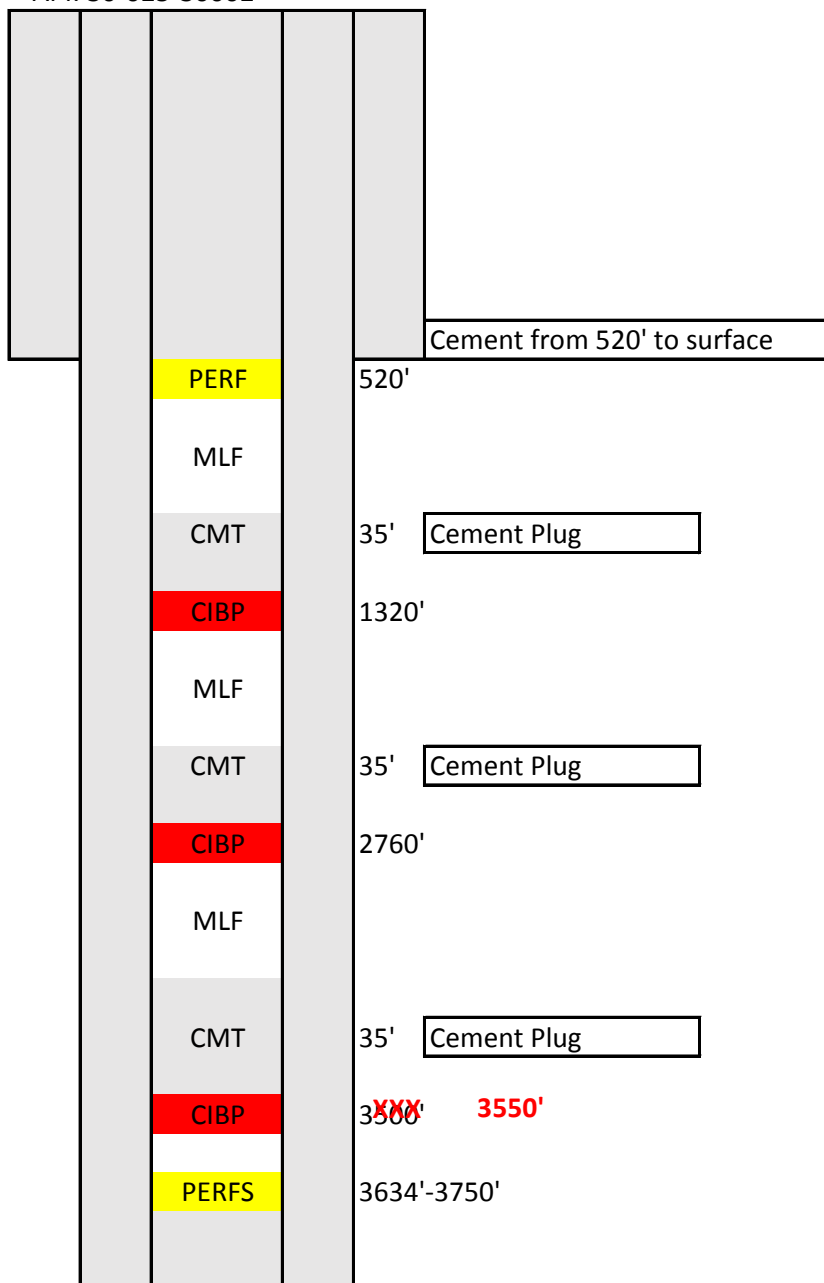 Cement from 520' to surface
PERF 520'
MLF
CMT 35' Cement Plug
CIBP 1320'
MLF
CMT 35' Cement Plug
CIBP 2760'
MLF
CMT 35' Cement Plug
CIBP 3500' XXX 3550'
PERFS 3634'-3750'